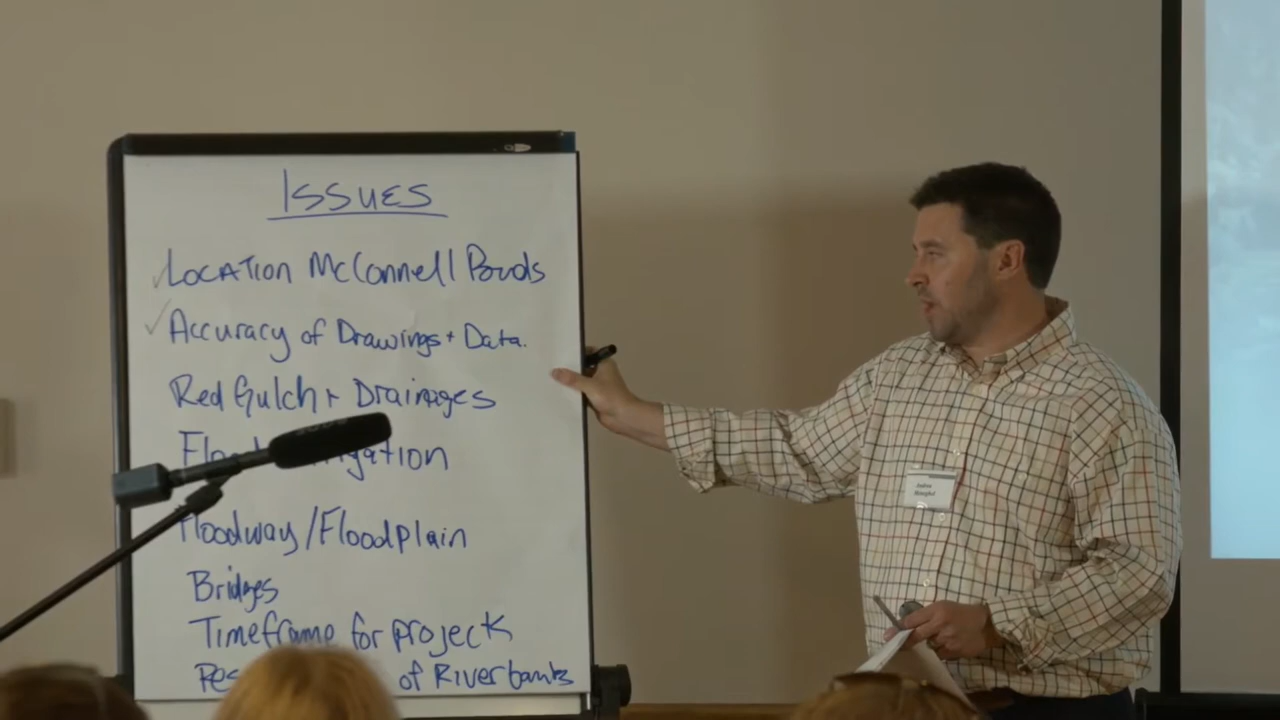 Issues
Location McConnell Ponds
Accuracy of Drawings + Data.
Red Gulch + Drainages
Floodway/Floodplain
Bridges
Timeframe for project
of Riverbanks
Andrew